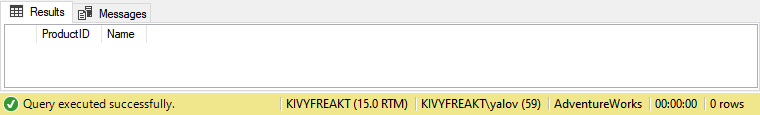 Results Messages
ProductID Name
Query executed successfully. KIVYFREAKT (15.0 RTM) KIVYFREAKT\yalov (59) AdventureWorks 00:00:00 0 rows